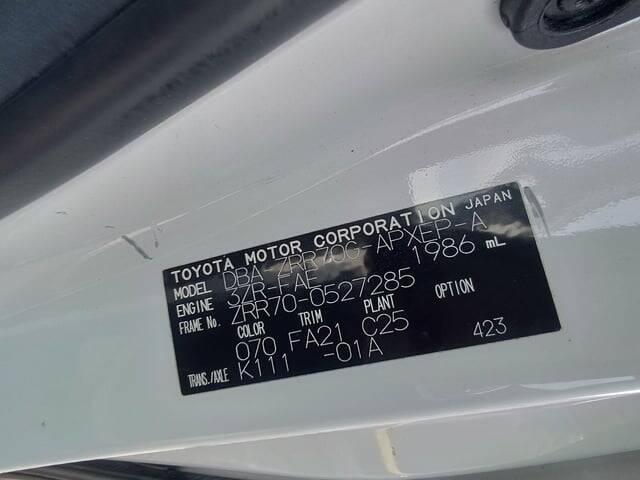 TOYOTA MOTOR CORPORATION JAPAN
MODEL DBA-ZRR70G-APXEP-A
ENGINE 3ZR-FAE 1986 mL
FRAME No. ZRR70-0527285
COLOR TRIM PLANT OPTION
070 FA21 C25
TRANS./AXLE K111 -01A 423